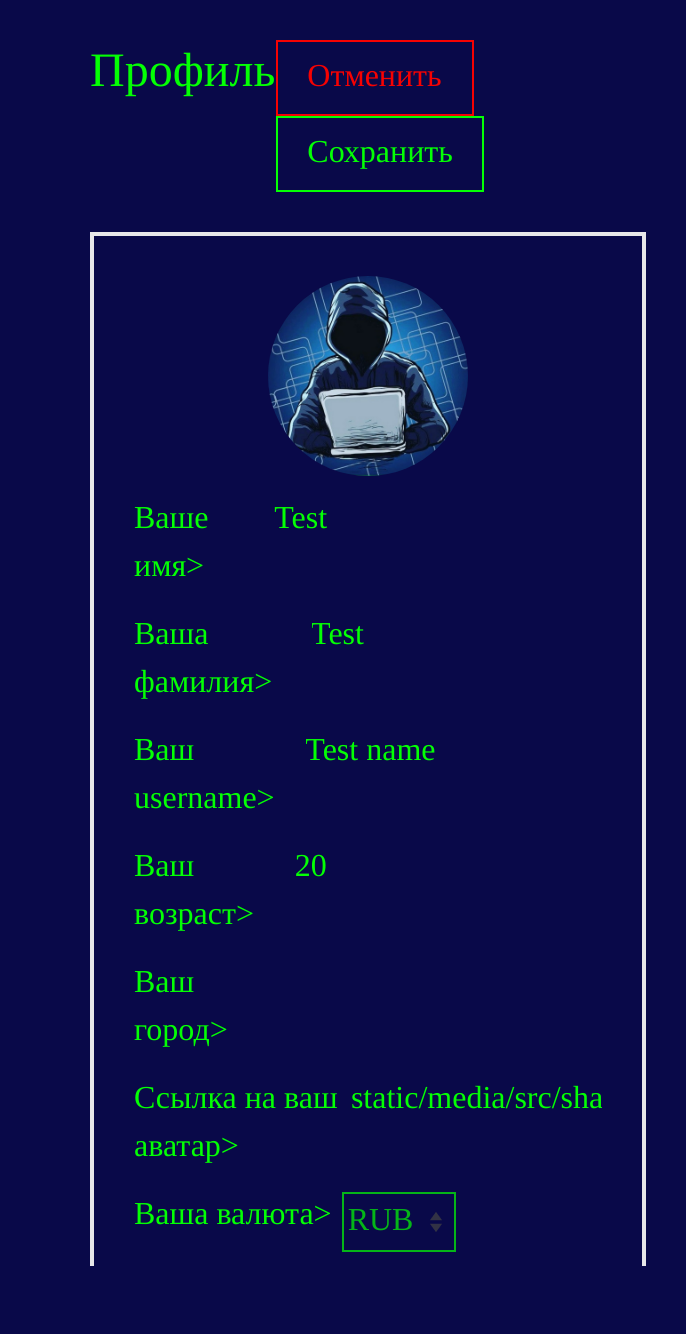 Профиль Отменить
Сохранить
Ваше Test
имя>
Ваша Test
фамилия>
Ваш Test name
username>
Ваш 20
возраст>
Ваш
город>
Ссылка на ваш static/media/src/sha
аватар>
Ваша валюта> RUB